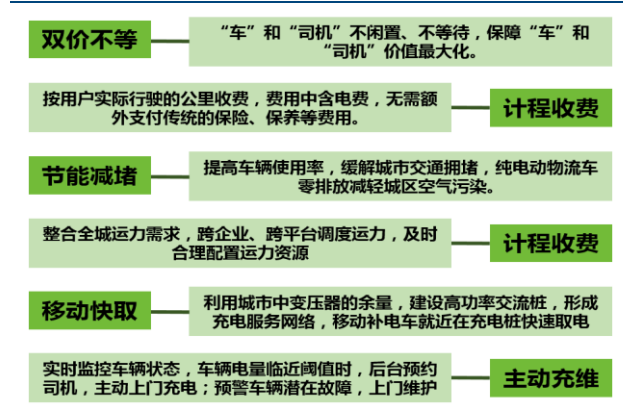 双价不等
“车”和“司机”不闲置、不等待，保障“车”和
“司机”价值最大化。
按用户实际行驶的公里收费，费用中含电费，无需额
外支付传统的保险、保养等费用。
计程收费
节能减堵
提高车辆使用率，缓解城市交通拥堵，纯电动物流车
零排放减轻城区空气污染。
整合全城运力需求，跨企业、跨平台调度运力，及时
合理配置运力资源
计程收费
移动快取
利用城市中变压器的余量，建设高功率交流桩，形成
充电服务网络，移动补电车就近在充电桩快速取电
实时监控车辆状态，车辆电量临近阈值时，后台预约
司机，主动上门充电；预警车辆潜在故障，上门维护
主动充维